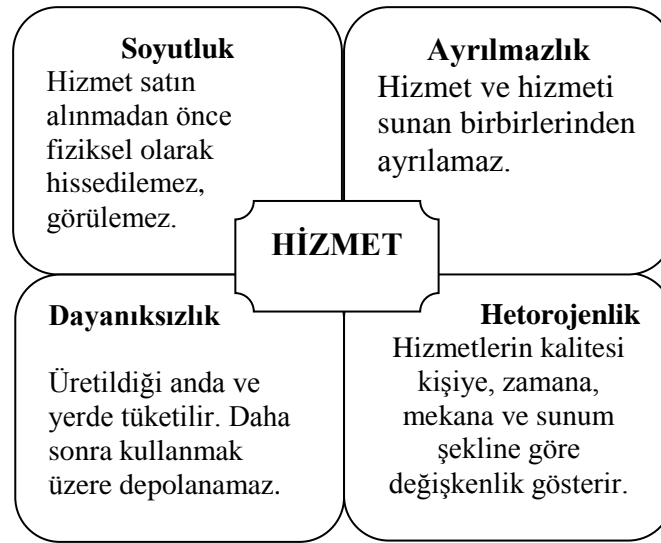 Soyutluk
Hizmet satın
alınmadan önce
fiziksel olarak
hissedilemez,
görülemez.
Ayrılmazlık
Hizmet ve hizmeti
sunan birbirlerinden
ayrılamaz.
HİZMET
Dayanıksızlık
Üretildiği anda ve
yerde tüketilir. Daha
sonra kullanmak
üzere depolanamaz.
Hetorojenlik
Hizmetlerin kalitesi
kişiye, zamana,
mekana ve sunum
şekline göre
değişkenlik gösterir.